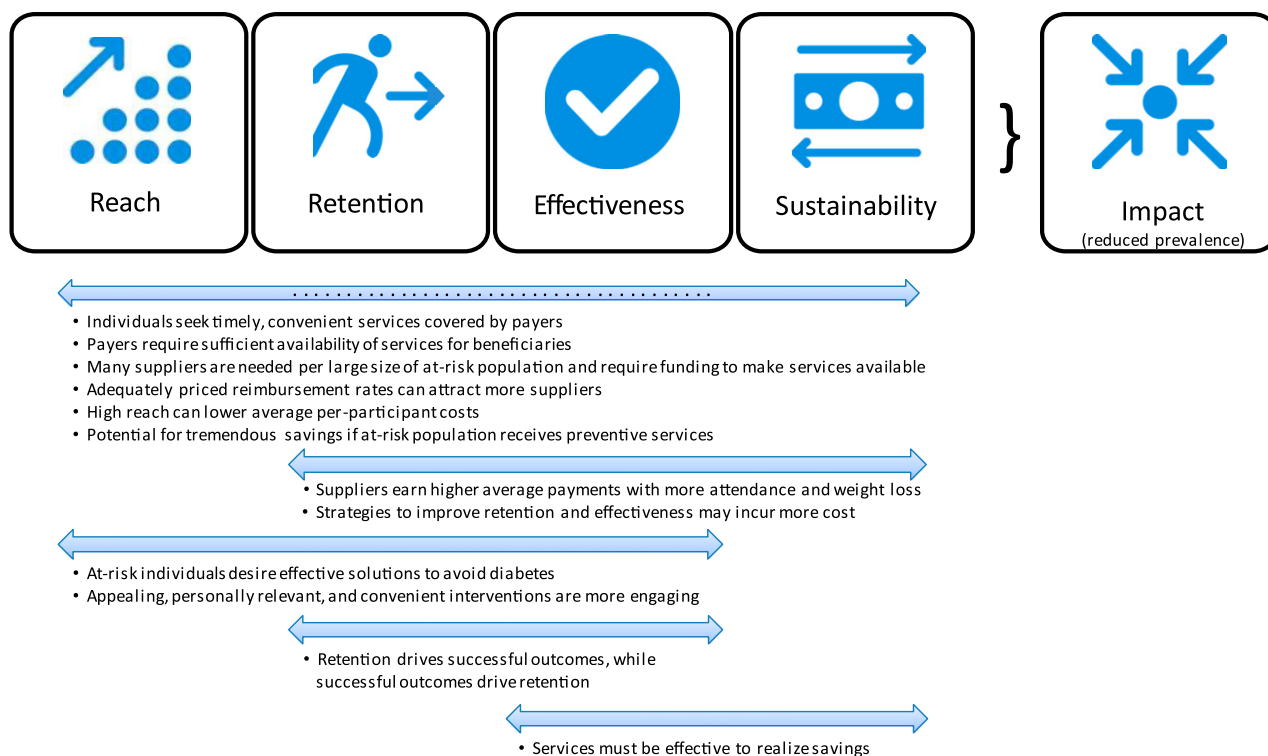 Reach
Retention
Effectiveness
Sustainability
}
Impact
(reduced prevalence)
• Individuals seek timely, convenient services covered by payers
• Payers require sufficient availability of services for beneficiaries
• Many suppliers are needed per large size of at-risk population and require funding to make services available
• Adequately priced reimbursement rates can attract more suppliers
• High reach can lower average per-participant costs
• Potential for tremendous savings if at-risk population receives preventive services
• Suppliers earn higher average payments with more attendance and weight loss
• Strategies to improve retention and effectiveness may incur more cost
• At-risk individuals desire effective solutions to avoid diabetes
• Appealing, personally relevant, and convenient interventions are more engaging
• Retention drives successful outcomes, while
successful outcomes drive retention
• Services must be effective to realize savings